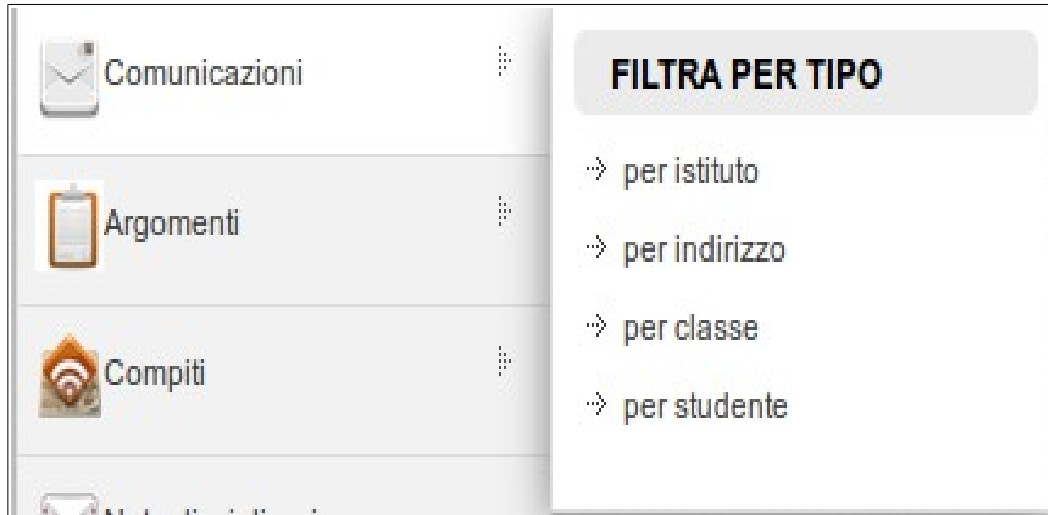 Comunicazioni
Argomenti
Compiti
FILTRA PER TIPO
per istituto
per indirizzo
per classe
per studente